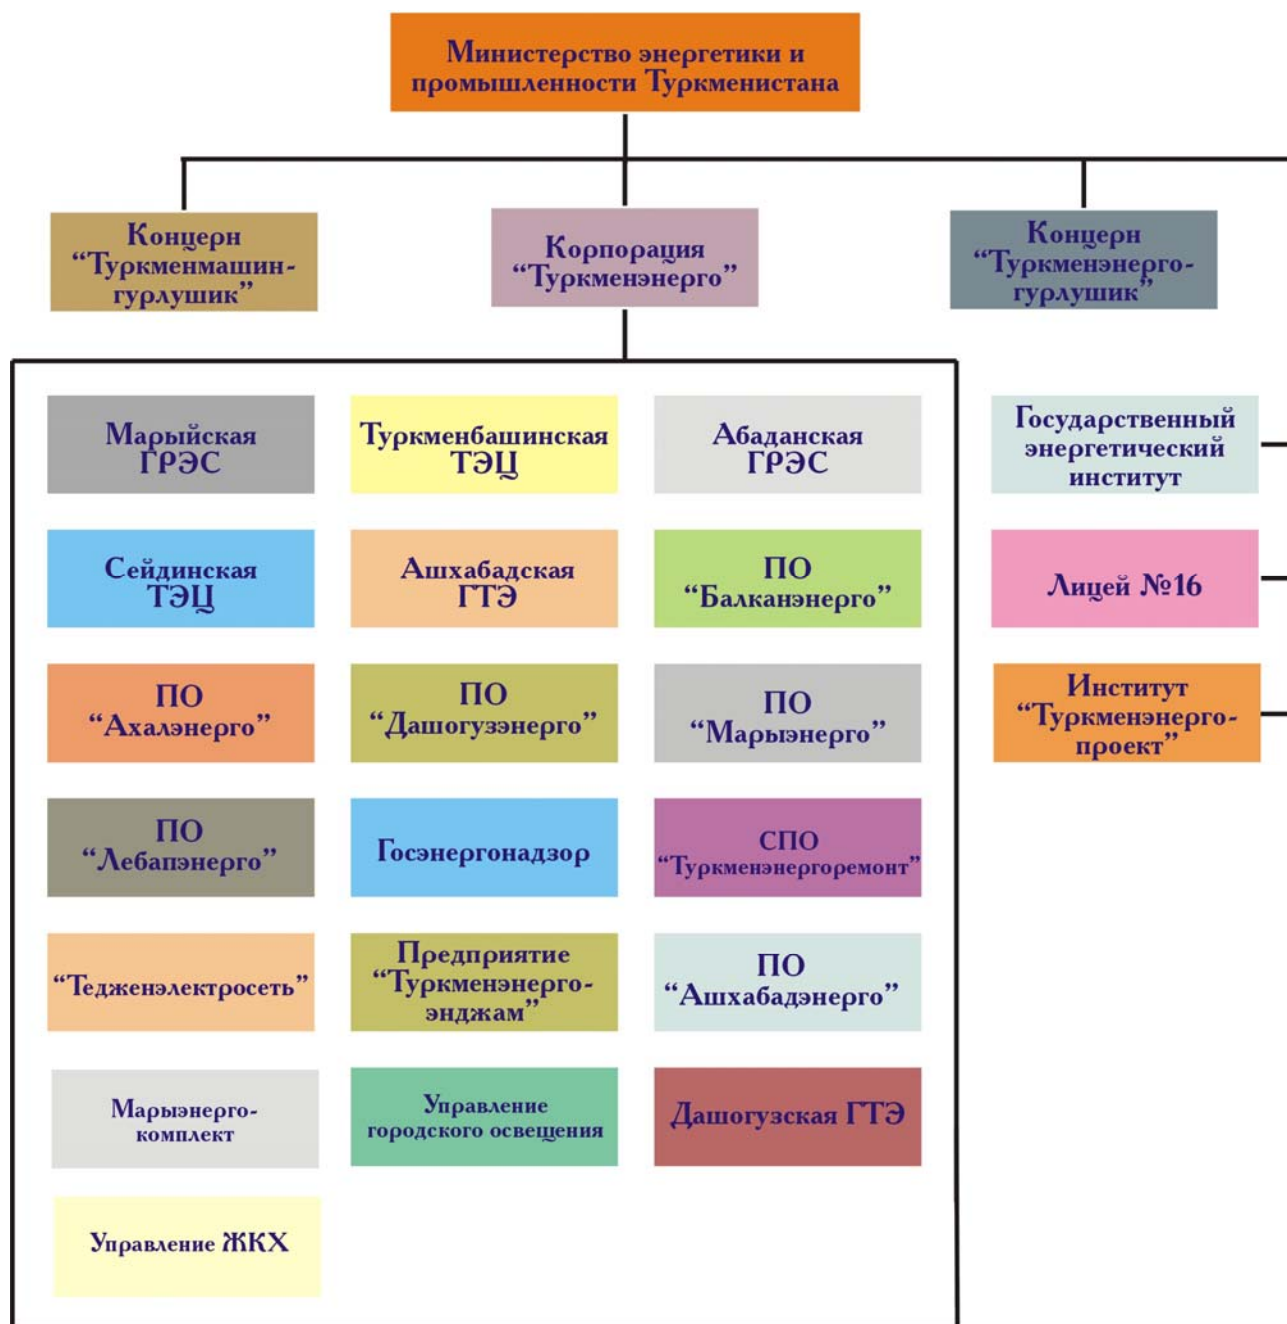 Министерство энергетики и
промышленности Туркменистана
Концерн
“Туркменмашин-
гурлушик”
Корпорация
“Туркменэнерго”
Концерн
“Туркменэнерго-
гурлушик”
Марыйская
ГРЭС
Туркменбашинская
ТЭЦ
Абаданская
ГРЭС
Государственный
энергетический
институт
Сейдинская
ТЭЦ
Ашхабадская
ГТЭ
ПО
“Балканэнерго”
Лицей №16
ПО
“Ахалэнерго”
ПО
“Дашогузэнерго”
ПО
“Марыэнерго”
Институт
“Туркменэнерго-
проект”
ПО
“Лебапэнерго”
Госэнергонадзор
СПО
“Туркменэнергоремонт”
“Тедженэлектросеть”
Предприятие
“Туркменэнерго-
энджам”
ПО
“Ашхабадэнерго”
Марыэнерго-
комплект
Управление
городского освещения
Дашогузская ГТЭ
Управление ЖКХ